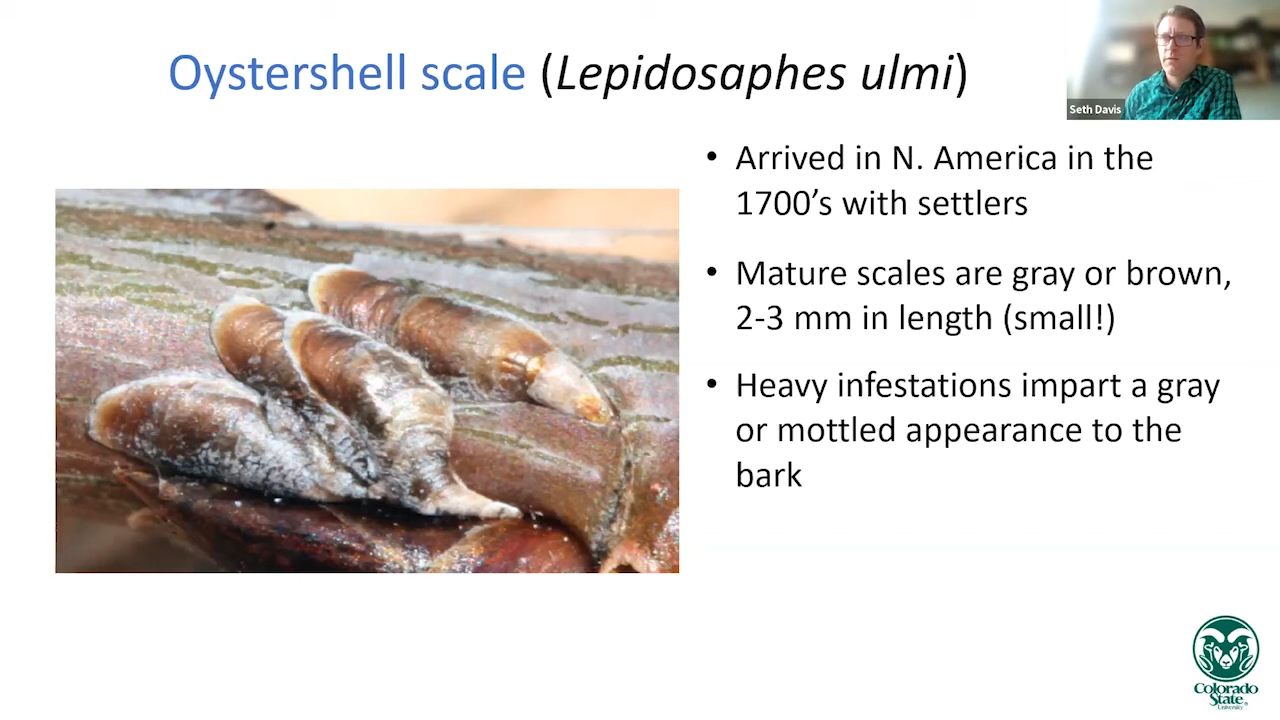 Oystershell scale (Lepidosaphes ulmi)
Seth Davis
• Arrived in N. America in the
1700's with settlers
• Mature scales are gray or brown,
2-3 mm in length (small!)
• Heavy infestations impart a gray
or mottled appearance to the
bark
Colorado
State
University